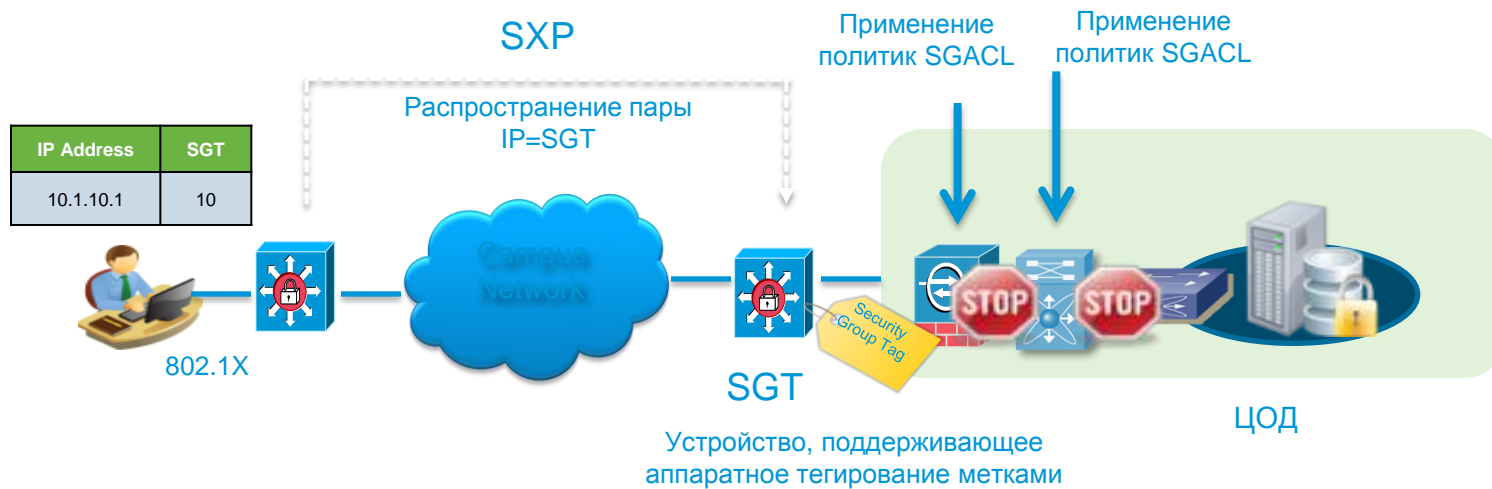 SXP
Применение
политик SGACL
Применение
политик SGACL
Распространение пары
IP=SGT
IP Address SGT
10.1.10.1 10
Campus
Network
STOP
STOP
Security
Group Tag
802.1X
SGT
ЦОД
Устройство, поддерживающее
аппаратное тегирование метками